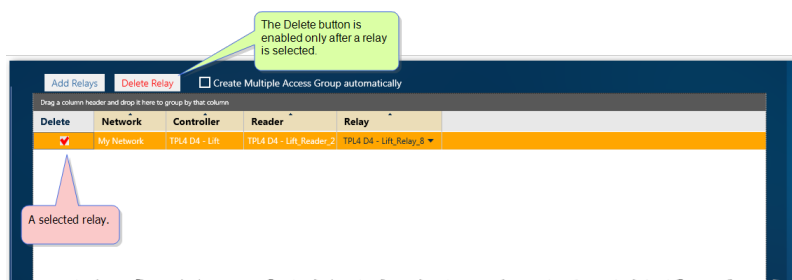 The Delete button is
enabled only after a relay
is selected.
Add Relays Delete Relay Create Multiple Access Group automatically
Drag a column header and drop it here to group by that column
Delete Network Controller Reader Relay
My Network TPL4 D4 - Lift TPL4 D4 - Lift_Reader_2 TPL4 D4 - Lift_Relay_8
A selected relay.